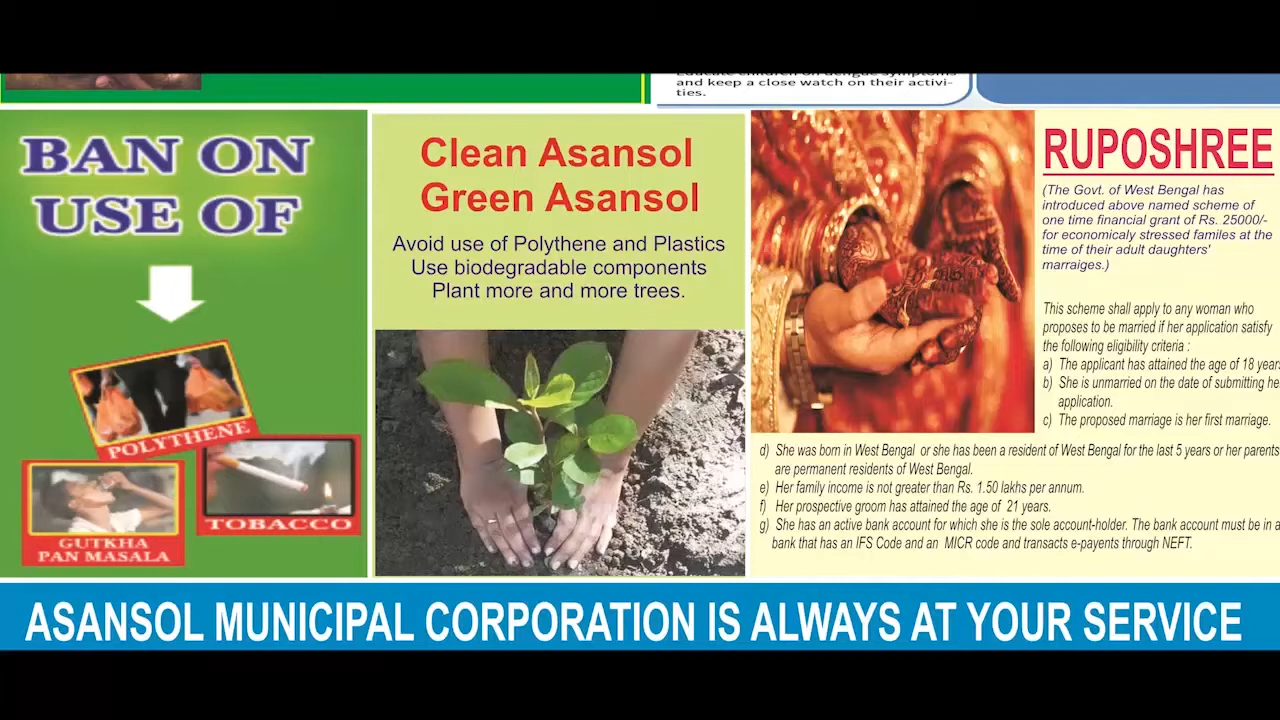 Educate children on dengue symptoms
and keep a close watch on their activi-
ties.
BAN ON
USE OF
POLYTHENE
TOBACCO
GUTKHA
PAN MASALA
Clean Asansol
Green Asansol
Avoid use of Polythene and Plastics
Use biodegradable components
Plant more and more trees.
RUPOSHREE
(The Govt. of West Bengal has
introduced above named scheme of
one time financial grant of Rs. 25000/-
for economicaly stressed familes at the
time of their adult daughters'
marraiges.)
This scheme shall apply to any woman who
proposes to be married if her application satisfy
the following eligibility criteria :
a) The applicant has attained the age of 18 years
b) She is unmarried on the date of submitting he
application.
c) The proposed marriage is her first marriage.
d) She was born in West Bengal or she has been a resident of West Bengal for the last 5 years or her parents
are permanent residents of West Bengal.
e) Her family income is not greater than Rs. 1.50 lakhs per annum.
f) Her prospective groom has attained the age of 21 years.
g) She has an active bank account for which she is the sole account-holder. The bank account must be in a
bank that has an IFS Code and an MICR code and transacts e-payents through NEFT.
ASANSOL MUNICIPAL CORPORATION IS ALWAYS AT YOUR SERVICE